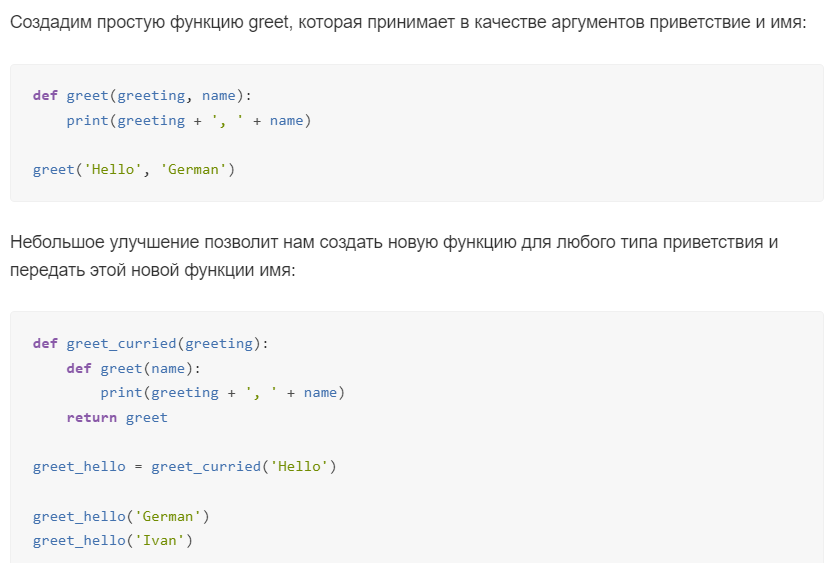 Создадим простую функцию greet, которая принимает в качестве аргументов приветствие и имя:
def greet(greeting, name):
    print(greeting + ', ' + name)
greet('Hello', 'German')
Небольшое улучшение позволит нам создать новую функцию для любого типа приветствия и
передать этой новой функции имя:
def greet_curried(greeting):
    def greet(name):
        print(greeting + ', ' + name)
    return greet
greet_hello = greet_curried('Hello')
greet_hello('German')
greet_hello('Ivan')